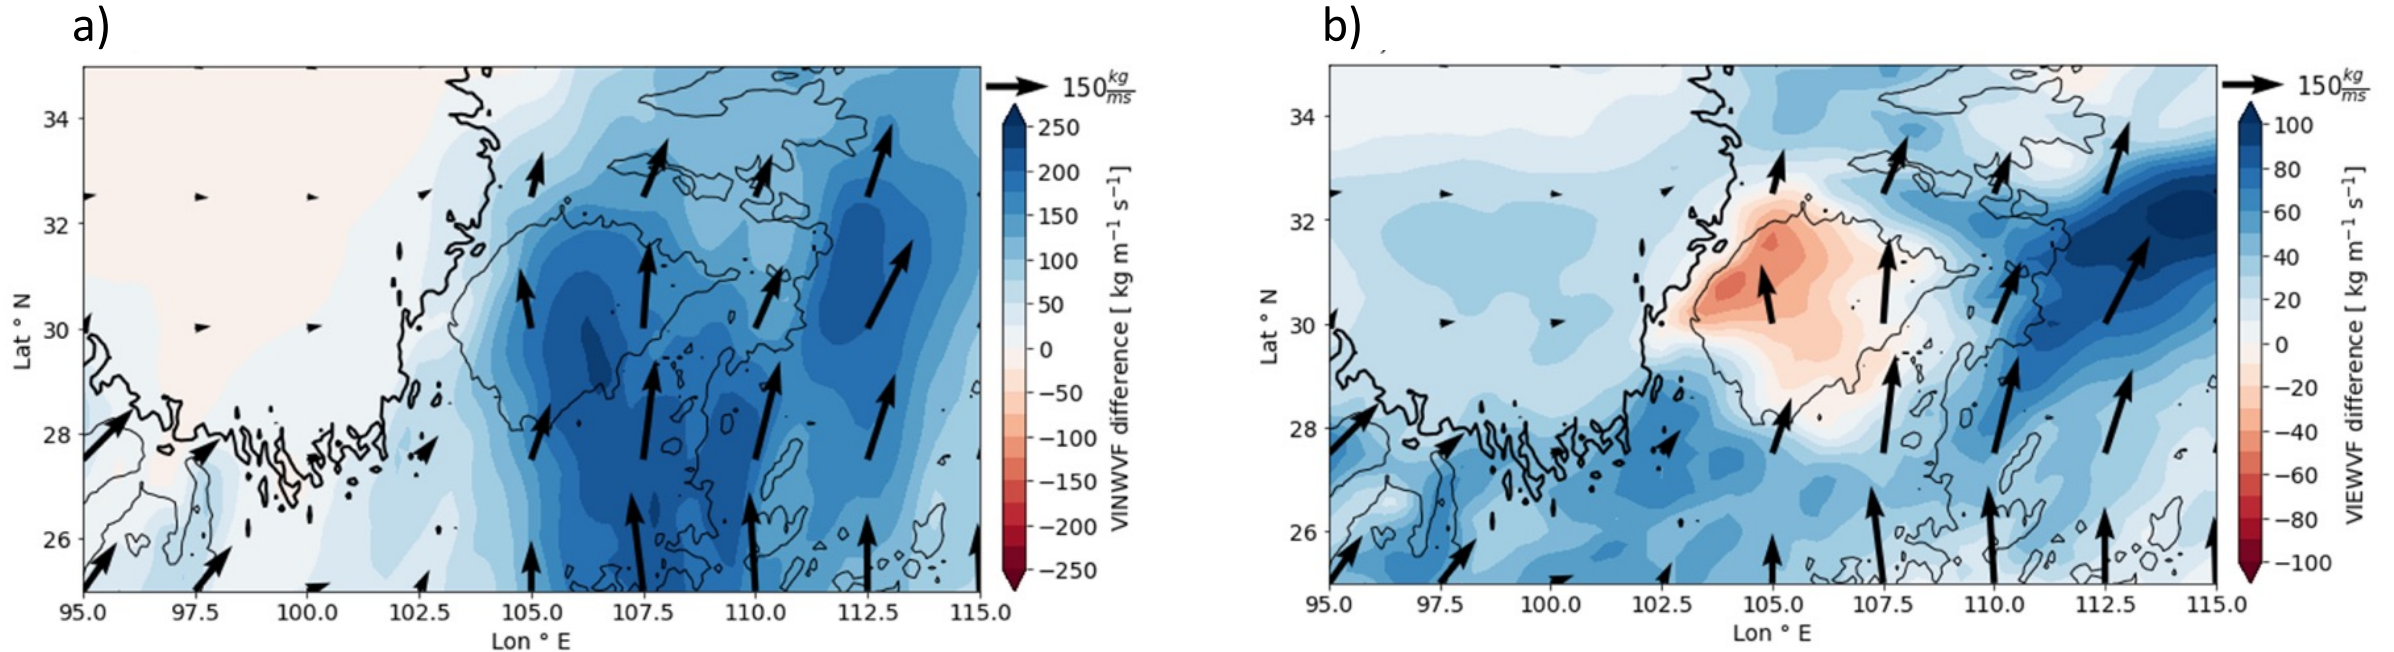 a)
150 kg/ms
34
32
30
28
26
Lat ° N
95.0 97.5 100.0 102.5 105.0 107.5 110.0 112.5 115.0
Lon ° E
250
200
150
100
50
0
−50
−100
−150
−200
−250
VINWVF difference [ kg m⁻¹ s⁻¹]
b)
150 kg/ms
34
32
30
28
26
Lat ° N
95.0 97.5 100.0 102.5 105.0 107.5 110.0 112.5 115.0
Lon ° E
100
80
60
40
20
0
−20
−40
−60
−80
−100
VIEWVF difference [ kg m⁻¹ s⁻¹]